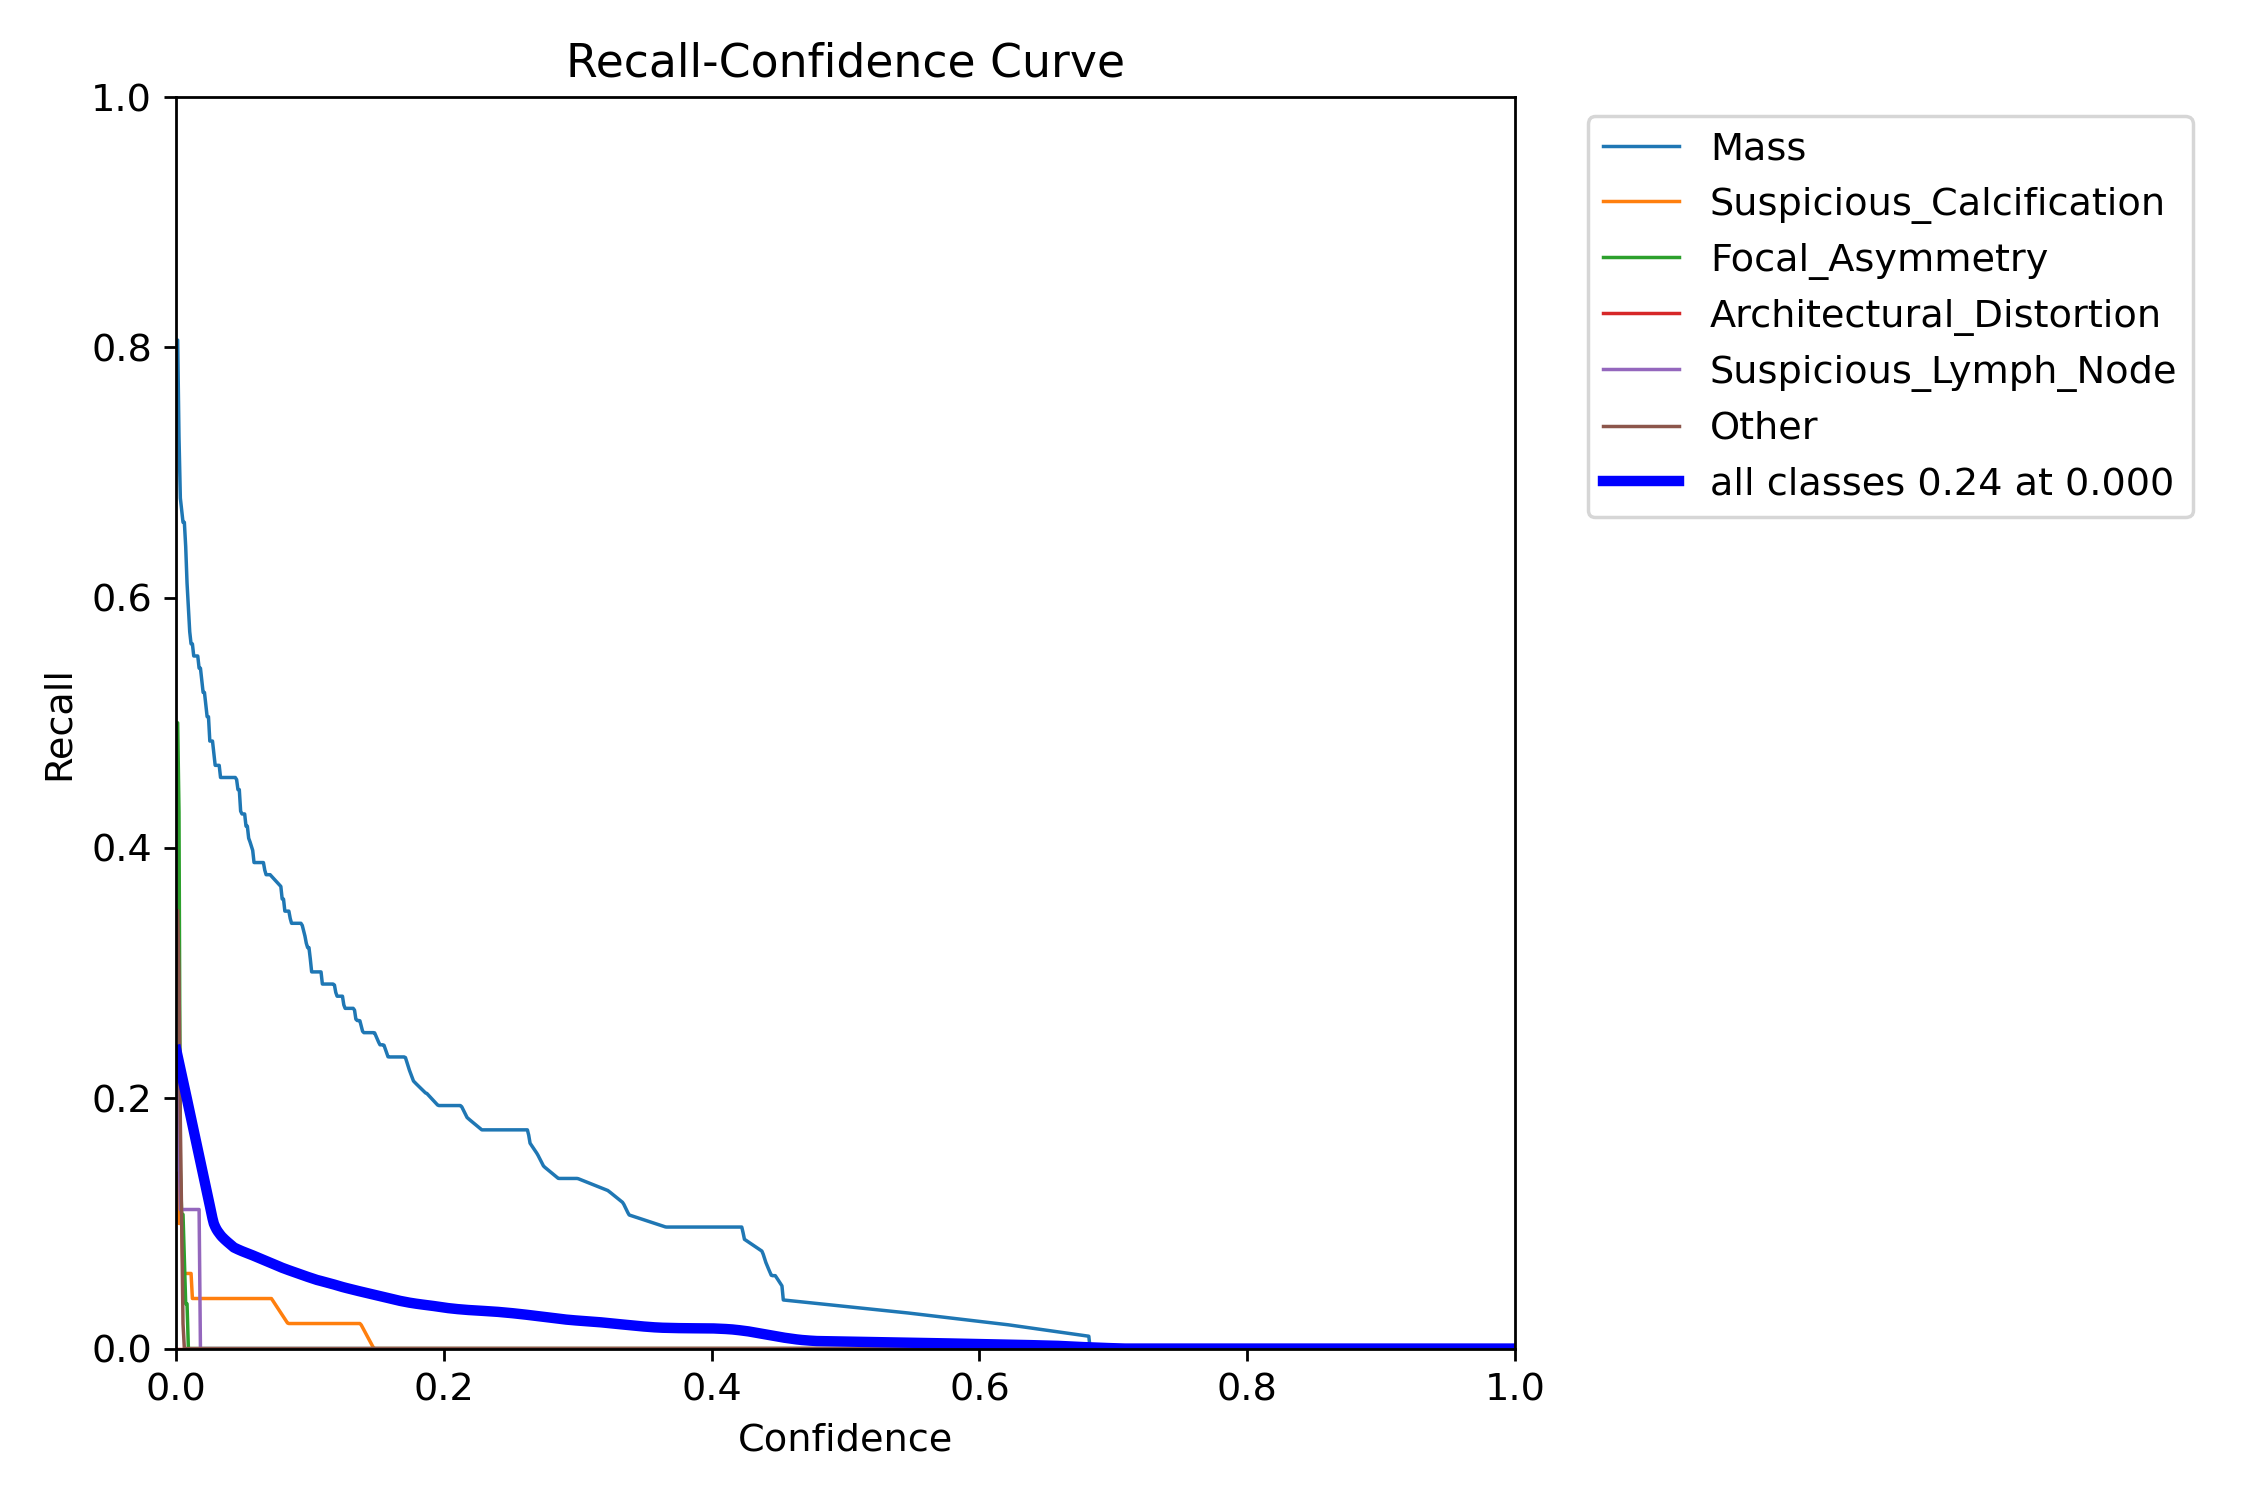 Recall-Confidence Curve
1.0
0.8
0.6
0.4
0.2
0.0
Recall
0.0 0.2 0.4 0.6 0.8 1.0
Confidence
Mass
Suspicious_Calcification
Focal_Asymmetry
Architectural_Distortion
Suspicious_Lymph_Node
Other
all classes 0.24 at 0.000